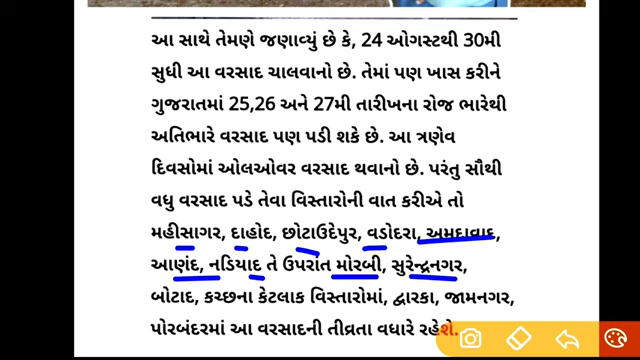 આ સાથે તેમણે જણાવ્યું છે કે, 24 ઓગસ્ટથી 30મી
સુધી આ વરસાદ ચાલવાનો છે. તેમાં પણ ખાસ કરીને
ગુજરાતમાં 25,26 અને 27મી તારીખના રોજ ભારેથી
અતિભારે વરસાદ પણ પડી શકે છે. આ ત્રણેવ
દિવસોમાં ઓલઓવર વરસાદ થવાનો છે. પરંતુ સૌથી
વધુ વરસાદ પડે તેવા વિસ્તારોની વાત કરીએ તો
મહીસાગર, દાહોદ, છોટાઉદેપુર, વડોદરા, અમદાવાદ,
આણંદ, નડિયાદ તે ઉપરાંત મોરબી, સુરેન્દ્રનગર,
બોટાદ, કચ્છના કેટલાક વિસ્તારોમાં, દ્વારકા, જામનગર,
પોરબંદરમાં આ વરસાદની તીવ્રતા વધારે રહેશે.